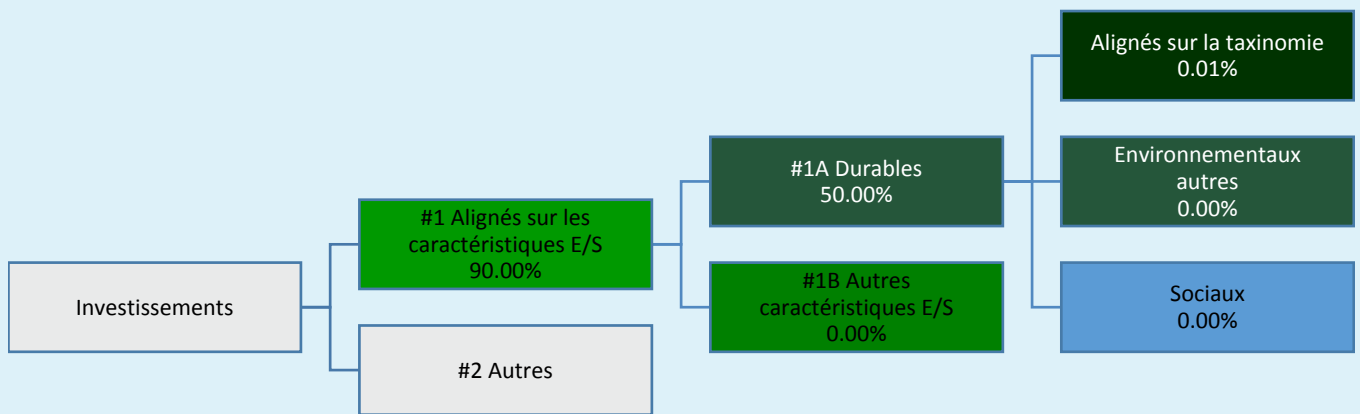 Investissements
#1 Alignés sur les
caractéristiques E/S
90.00%
#2 Autres
#1A Durables
50.00%
#1B Autres
caractéristiques E/S
0.00%
Alignés sur la taxinomie
0.01%
Environnementaux
autres
0.00%
Sociaux
0.00%